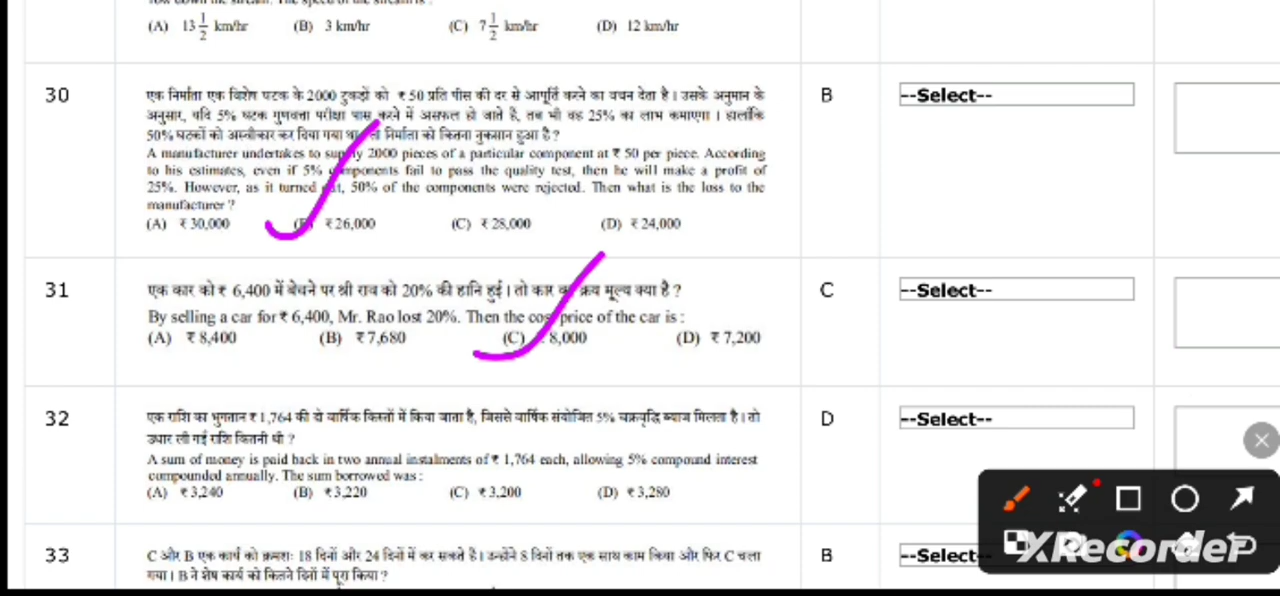 (A) 13 1/2 km/hr (B) 3 km/hr (C) 7 1/2 km/hr (D) 12 km/hr
30
एक निर्माता एक विशेष घटक के 2000 टुकड़ों को ₹ 50 प्रति पीस की दर से आपूर्ति करने का वचन देता है । उसके अनुमान के
अनुसार, यदि 5% घटक गुणवत्ता परीक्षा पास करने में असफल हो जाते है, तब भी वह 25% का लाभ कमाएगा । हालांकि
50% घटकों को अस्वीकार कर दिया गया था तो निर्माता को कितना नुकसान हुआ है ?
A manufacturer undertakes to supply 2000 pieces of a particular component at ₹ 50 per piece. According
to his estimates, even if 5% components fail to pass the quality test, then he will make a profit of
25%. However, as it turned out, 50% of the components were rejected. Then what is the loss to the
manufacturer ?
(A) ₹ 30,000 (B) ₹ 26,000 (C) ₹ 28,000 (D) ₹ 24,000
B
--Select--
31
एक कार को ₹ 6,400 में बेचने पर श्री राव को 20% की हानि हुई । तो कार का क्रय मूल्य क्या है ?
By selling a car for ₹ 6,400, Mr. Rao lost 20%. Then the cost price of the car is :
(A) ₹ 8,400 (B) ₹ 7,680 (C) ₹ 8,000 (D) ₹ 7,200
C
--Select--
32
एक राशि का भुगतान ₹ 1,764 की दो वार्षिक किस्तों में किया जाता है, जिससे वार्षिक संयोजित 5% चक्रवृद्धि ब्याज मिलता है । तो
उधार ली गई राशि कितनी थी ?
A sum of money is paid back in two annual instalments of ₹ 1,764 each, allowing 5% compound interest
compounded annually. The sum borrowed was :
(A) ₹ 3,240 (B) ₹ 3,220 (C) ₹ 3,200 (D) ₹ 3,280
D
--Select--
33
C और B एक कार्य को क्रमशः 18 दिनों और 24 दिनों में कर सकते है । उन्होंने 8 दिनों तक एक साथ काम किया और फिर C चला
गया । B ने शेष कार्य को कितने दिनों में पूरा किया ?
B
--Select
XRecorder